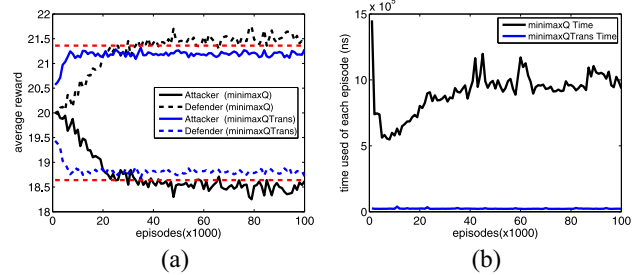 22
21.5
21
20.5
20
19.5
19
18.5
18
0
20
40
60
80
100
average reward
episodes(x1000)
Attacker (minimaxQ)
Defender (minimaxQ)
Attacker (minimaxQTrans)
Defender (minimaxQTrans)
(a)
15
10
5
0
x 10⁵
0
20
40
60
80
100
time used of each episode (ns)
episodes(x1000)
minimaxQ Time
minimaxQTrans Time
(b)